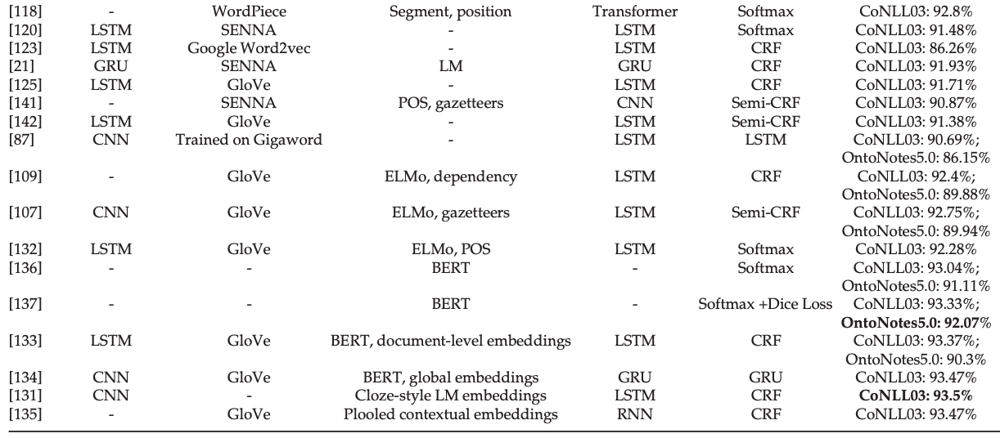 [118] - WordPiece Segment, position Transformer Softmax CoNLL03: 92.8%
[120] LSTM SENNA - LSTM Softmax CoNLL03: 91.48%
[123] LSTM Google Word2vec - LSTM CRF CoNLL03: 86.26%
[21] GRU SENNA LM GRU CRF CoNLL03: 91.93%
[125] LSTM GloVe - LSTM CRF CoNLL03: 91.71%
[141] - SENNA POS, gazetteers CNN Semi-CRF CoNLL03: 90.87%
[142] LSTM GloVe - LSTM Semi-CRF CoNLL03: 91.38%
[87] CNN Trained on Gigaword - LSTM LSTM CoNLL03: 90.69%;
OntoNotes5.0: 86.15%
[109] - GloVe ELMo, dependency LSTM CRF CoNLL03: 92.4%;
OntoNotes5.0: 89.88%
[107] CNN GloVe ELMo, gazetteers LSTM Semi-CRF CoNLL03: 92.75%;
OntoNotes5.0: 89.94%
[132] LSTM GloVe ELMo, POS LSTM Softmax CoNLL03: 92.28%
[136] - - BERT - Softmax CoNLL03: 93.04%;
OntoNotes5.0: 91.11%
[137] - - BERT - Softmax +Dice Loss CoNLL03: 93.33%;
OntoNotes5.0: 92.07%
[133] LSTM GloVe BERT, document-level embeddings LSTM CRF CoNLL03: 93.37%;
OntoNotes5.0: 90.3%
[134] CNN GloVe BERT, global embeddings GRU GRU CoNLL03: 93.47%
[131] CNN - Cloze-style LM embeddings LSTM CRF CoNLL03: 93.5%
[135] - GloVe Plooled contextual embeddings RNN CRF CoNLL03: 93.47%